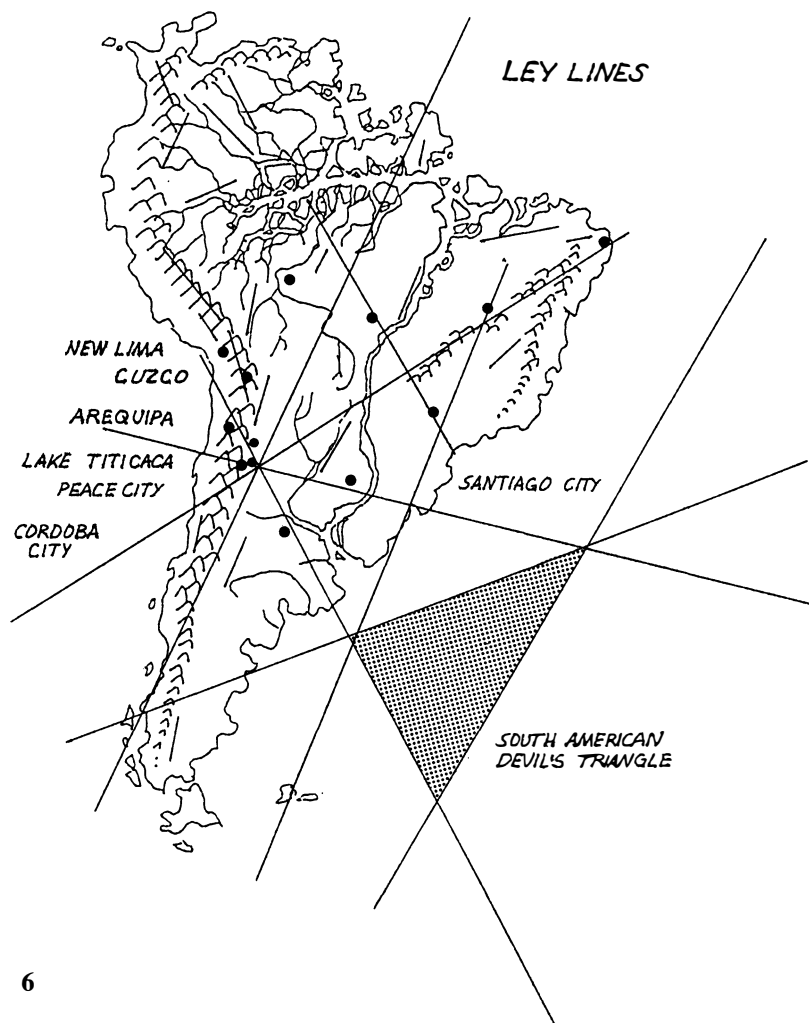 LEY LINES
NEW LIMA
CUZCO
AREQUIPA
LAKE TITICACA
PEACE CITY
CORDOBA
CITY
SANTIAGO CITY
SOUTH AMERICAN
DEVIL'S TRIANGLE
6